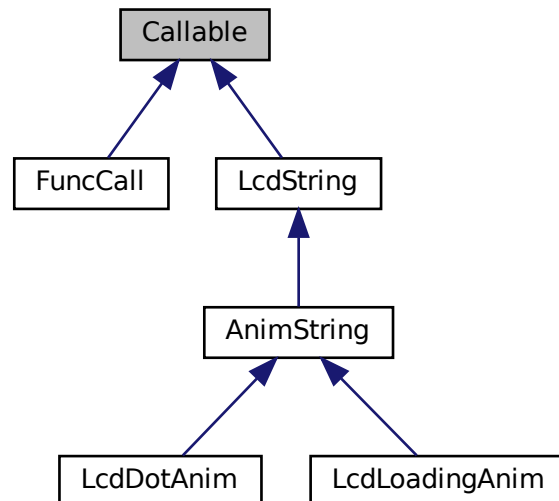 Callable
FuncCall
LcdString
AnimString
LcdDotAnim
LcdLoadingAnim